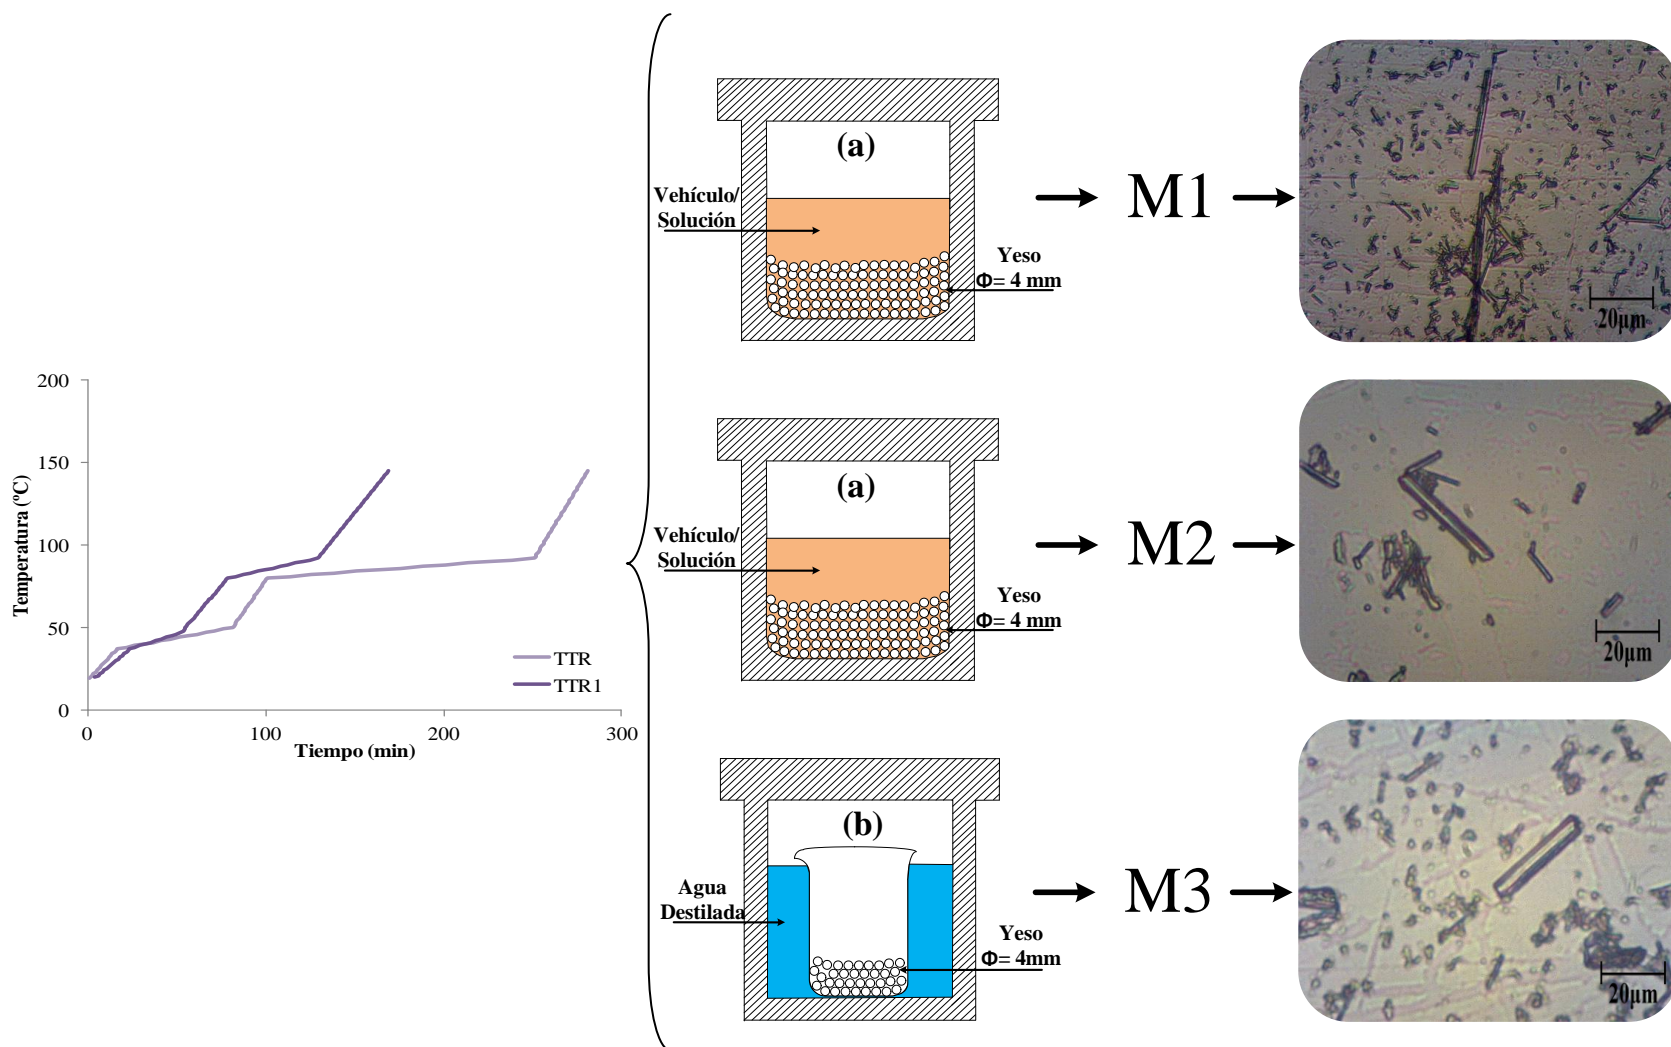 (a)
Vehículo/
Solución
Yeso
Φ= 4 mm
M1
20µm
200
150
100
50
0
Temperatura (ºC)
0
100
200
300
Tiempo (min)
TTR
TTR1
(a)
Vehículo/
Solución
Yeso
Φ= 4 mm
M2
20µm
(b)
Agua
Destilada
Yeso
Φ= 4mm
M3
20µm